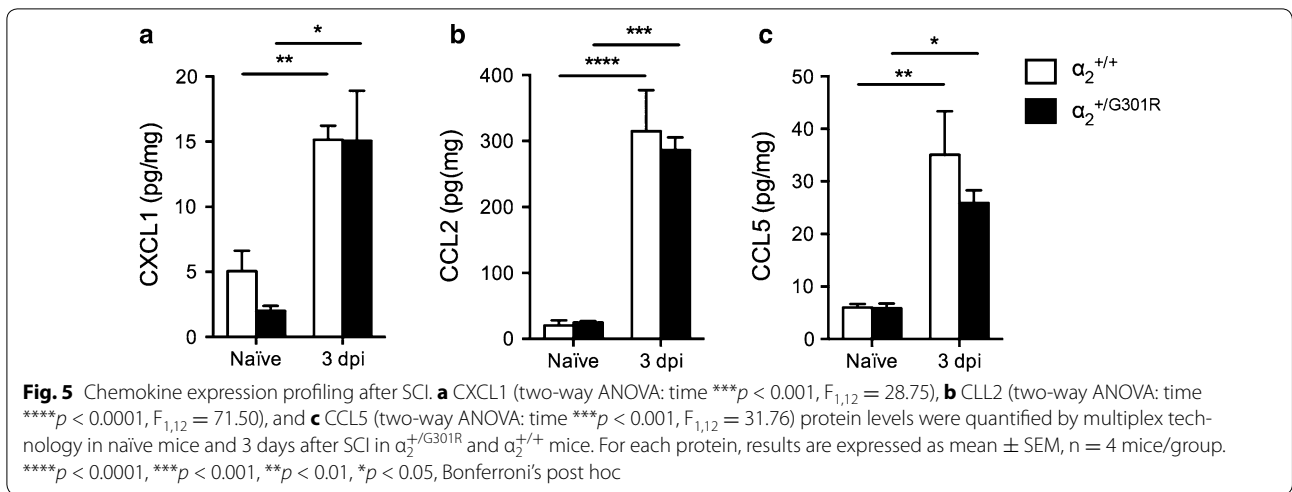 a b c
* *** *
** **** **
α₂⁺/⁺
α₂⁺/G301R
CXCL1 (pg/mg)
20
15
10
5
0
Naïve 3 dpi
CCL2 (pg(mg)
400
300
200
100
0
Naïve 3 dpi
CCL5 (pg/mg)
50
40
30
20
10
0
Naïve 3 dpi
Fig. 5 Chemokine expression profiling after SCI. a CXCL1 (two-way ANOVA: time ***p < 0.001, F1,12 = 28.75), b CLL2 (two-way ANOVA: time
****p < 0.0001, F1,12 = 71.50), and c CCL5 (two-way ANOVA: time ***p < 0.001, F1,12 = 31.76) protein levels were quantified by multiplex tech-
nology in naïve mice and 3 days after SCI in α₂⁺/G301R and α₂⁺/⁺ mice. For each protein, results are expressed as mean ± SEM, n = 4 mice/group.
****p < 0.0001, ***p < 0.001, **p < 0.01, *p < 0.05, Bonferroni's post hoc